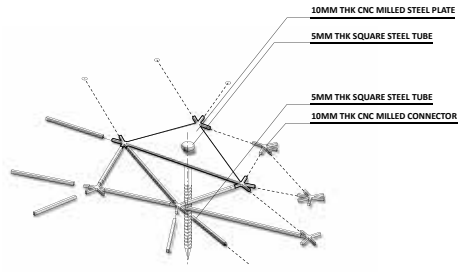 10MM THK CNC MILLED STEEL PLATE
5MM THK SQUARE STEEL TUBE
5MM THK SQUARE STEEL TUBE
10MM THK CNC MILLED CONNECTOR